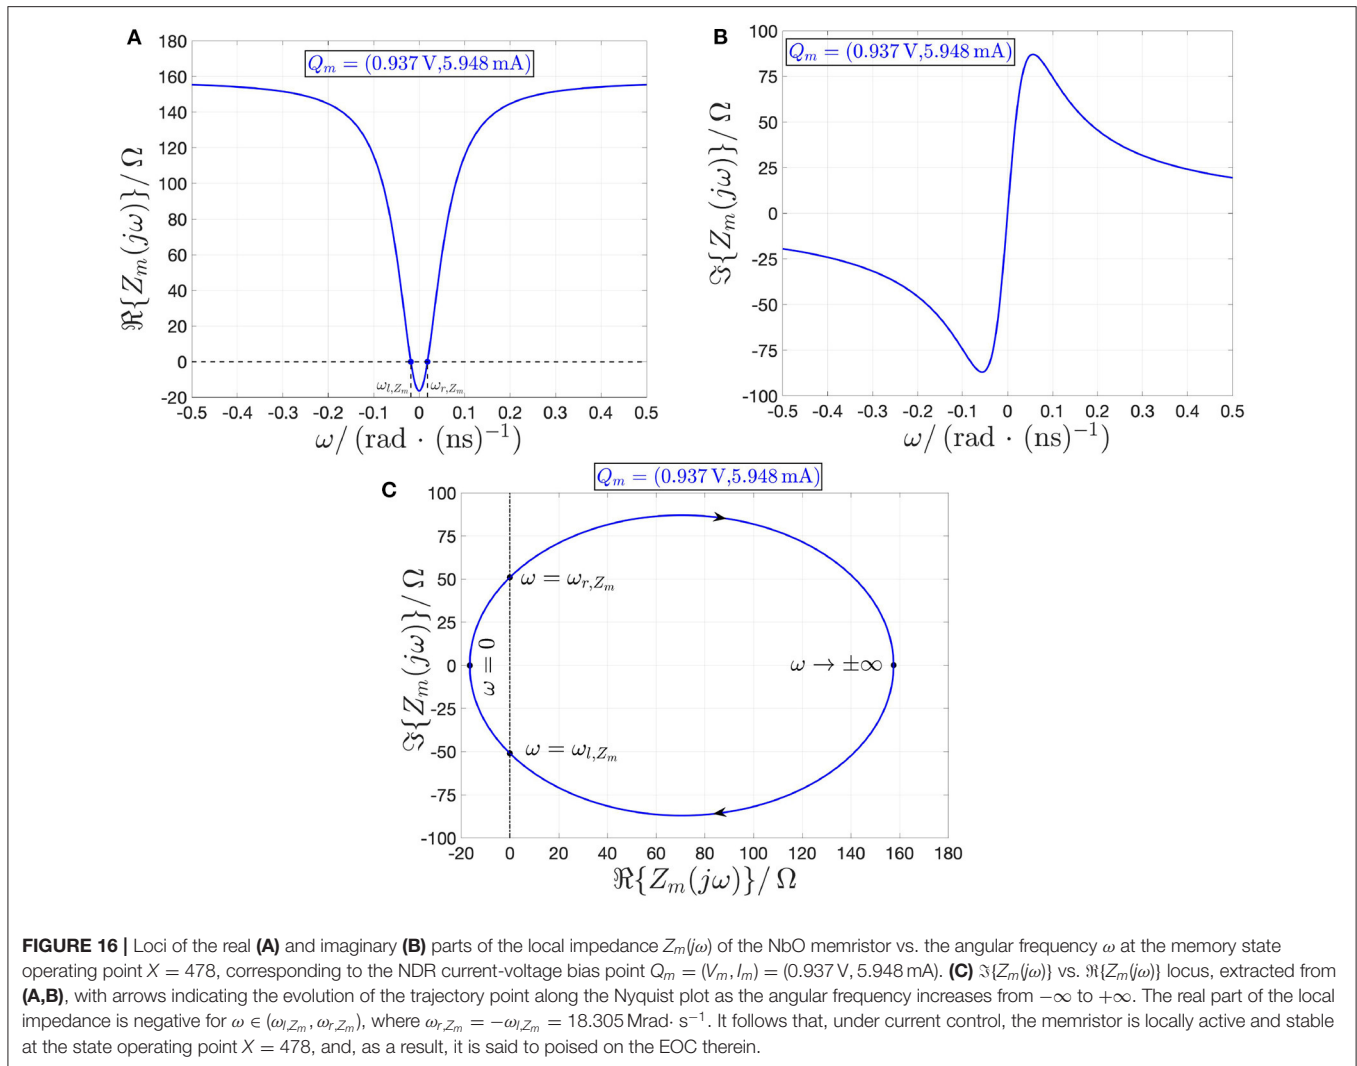 A
180
160
140
120
100
80
60
40
20
0
-20
-0.5 -0.4 -0.3 -0.2 -0.1 0 0.1 0.2 0.3 0.4 0.5
ℜ{Z_m(jω)}/ Ω
ω/ (rad · (ns)⁻¹)
Q_m = (0.937 V,5.948 mA)
ω_{l,Z_m} ω_{r,Z_m}
B
100
75
50
25
0
-25
-50
-75
-100
-0.5 -0.4 -0.3 -0.2 -0.1 0 0.1 0.2 0.3 0.4 0.5
ℑ{Z_m(jω)}/ Ω
ω/ (rad · (ns)⁻¹)
Q_m = (0.937 V,5.948 mA)
C
Q_m = (0.937 V,5.948 mA)
100
75
50
25
0
-25
-50
-75
-100
-20 0 20 40 60 80 100 120 140 160 180
ℑ{Z_m(jω)}/ Ω
ℜ{Z_m(jω)}/ Ω
ω = ω_{r,Z_m}
ω = 0
ω → ±∞
ω = ω_{l,Z_m}
FIGURE 16 | Loci of the real (A) and imaginary (B) parts of the local impedance Z_m(jω) of the NbO memristor vs. the angular frequency ω at the memory state
operating point X = 478, corresponding to the NDR current-voltage bias point Q_m = (V_m, I_m) = (0.937 V, 5.948 mA). (C) ℑ{Z_m(jω)} vs. ℜ{Z_m(jω)} locus, extracted from
(A,B), with arrows indicating the evolution of the trajectory point along the Nyquist plot as the angular frequency increases from −∞ to +∞. The real part of the local
impedance is negative for ω ∈ (ω_{l,Z_m}, ω_{r,Z_m}), where ω_{r,Z_m} = −ω_{l,Z_m} = 18.305 Mrad· s⁻¹. It follows that, under current control, the memristor is locally active and stable
at the state operating point X = 478, and, as a result, it is said to poised on the EOC therein.